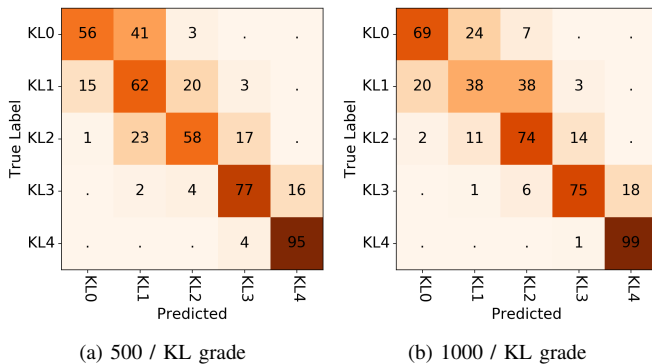 KL0 56 41 3 . .
KL1 15 62 20 3 .
KL2 1 23 58 17 .
KL3 . 2 4 77 16
KL4 . . . 4 95
True Label
KL0 KL1 KL2 KL3 KL4
Predicted
(a) 500 / KL grade
KL0 69 24 7 . .
KL1 20 38 38 3 .
KL2 2 11 74 14 .
KL3 . 1 6 75 18
KL4 . . . 1 99
True Label
KL0 KL1 KL2 KL3 KL4
Predicted
(b) 1000 / KL grade